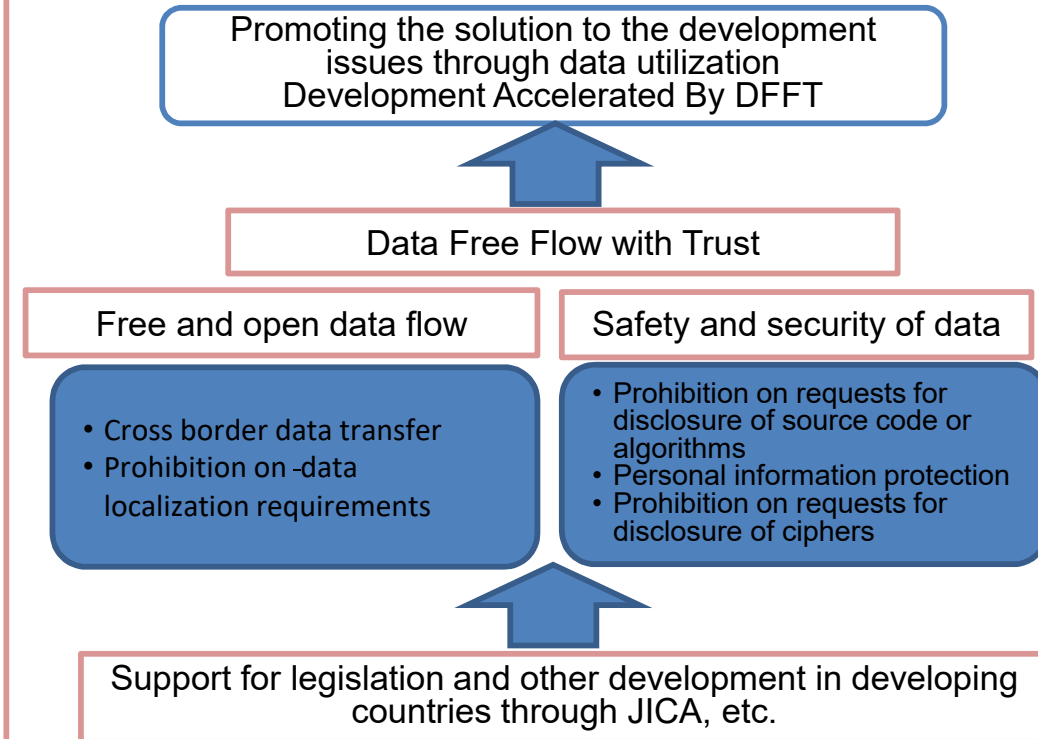 Promoting the solution to the development
issues through data utilization
Development Accelerated By DFFT
Data Free Flow with Trust
Free and open data flow
• Cross border data transfer
• Prohibition on -data
localization requirements
Safety and security of data
• Prohibition on requests for
disclosure of source code or
algorithms
• Personal information protection
• Prohibition on requests for
disclosure of ciphers
Support for legislation and other development in developing
countries through JICA, etc.